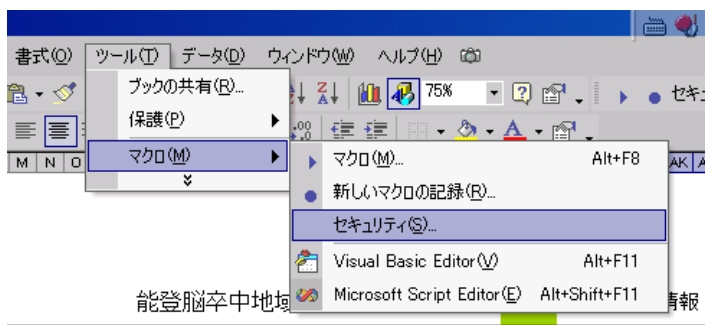 書式(O) ツール(T) データ(D) ウィンドウ(W) ヘルプ(H)
ブックの共有(R)...
75%
保護(P)
マクロ(M)
M N O
AK
マクロ(M)... Alt+F8
新しいマクロの記録(R)...
セキュリティ(S)...
Visual Basic Editor(V) Alt+F11
Microsoft Script Editor(E) Alt+Shift+F11
能登脳卒中地域
情報